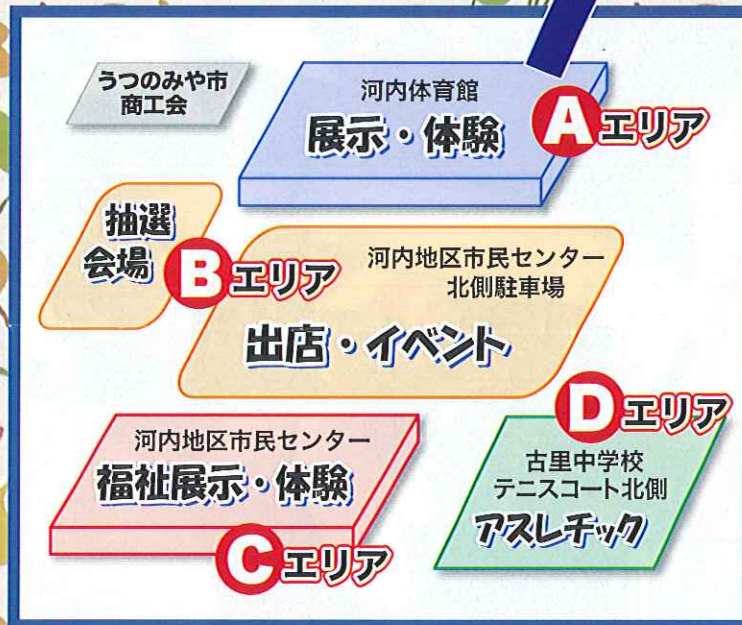 うつのみや市
商工会
河内体育館
展示・体験
Aエリア
抽選
会場
Bエリア
河内地区市民センター
北側駐車場
出店・イベント
Dエリア
河内地区市民センター
福祉展示・体験
Cエリア
古里中学校
テニスコート北側
アスレチック